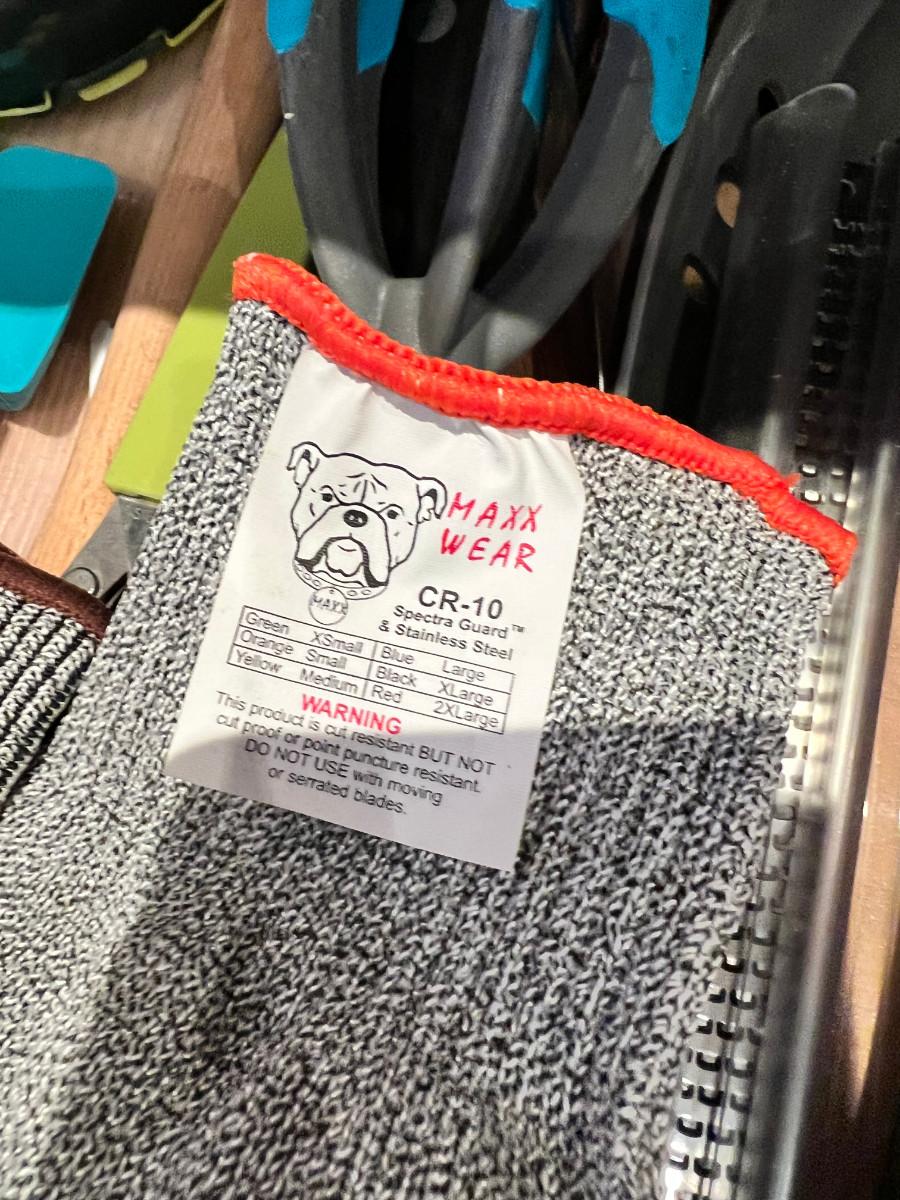 MAXX
WEAR
MAXX
CR-10
Spectra Guard™
& Stainless Steel
Green XSmall Blue Large
Orange Small Black XLarge
Yellow Medium Red 2XLarge
WARNING
This product is cut resistant BUT NOT
cut proof or point puncture resistant.
DO NOT USE with moving
or serrated blades.